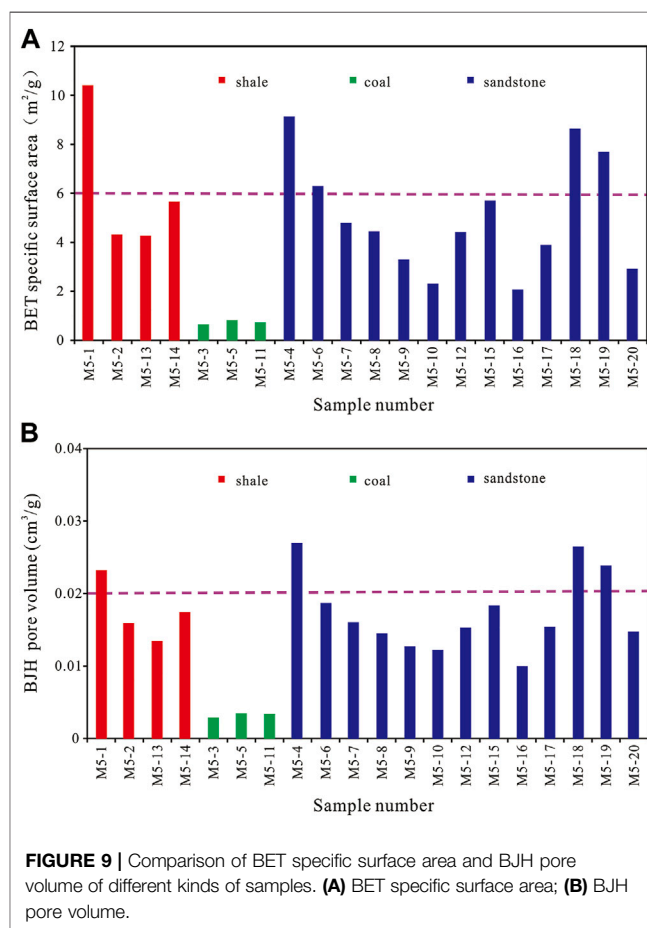 A
12
10
8
6
4
2
0
BET specific surface area （m²/g）
shale coal sandstone
M5-1 M5-2 M5-13 M5-14 M5-3 M5-5 M5-11 M5-4 M5-6 M5-7 M5-8 M5-9 M5-10 M5-12 M5-15 M5-16 M5-17 M5-18 M5-19 M5-20
Sample number
B
0.04
0.03
0.02
0.01
0
BJH pore volume (cm³/g)
shale coal sandstone
M5-1 M5-2 M5-13 M5-14 M5-3 M5-5 M5-11 M5-4 M5-6 M5-7 M5-8 M5-9 M5-10 M5-12 M5-15 M5-16 M5-17 M5-18 M5-19 M5-20
Sample number
FIGURE 9 | Comparison of BET specific surface area and BJH pore
volume of different kinds of samples. (A) BET specific surface area; (B) BJH
pore volume.